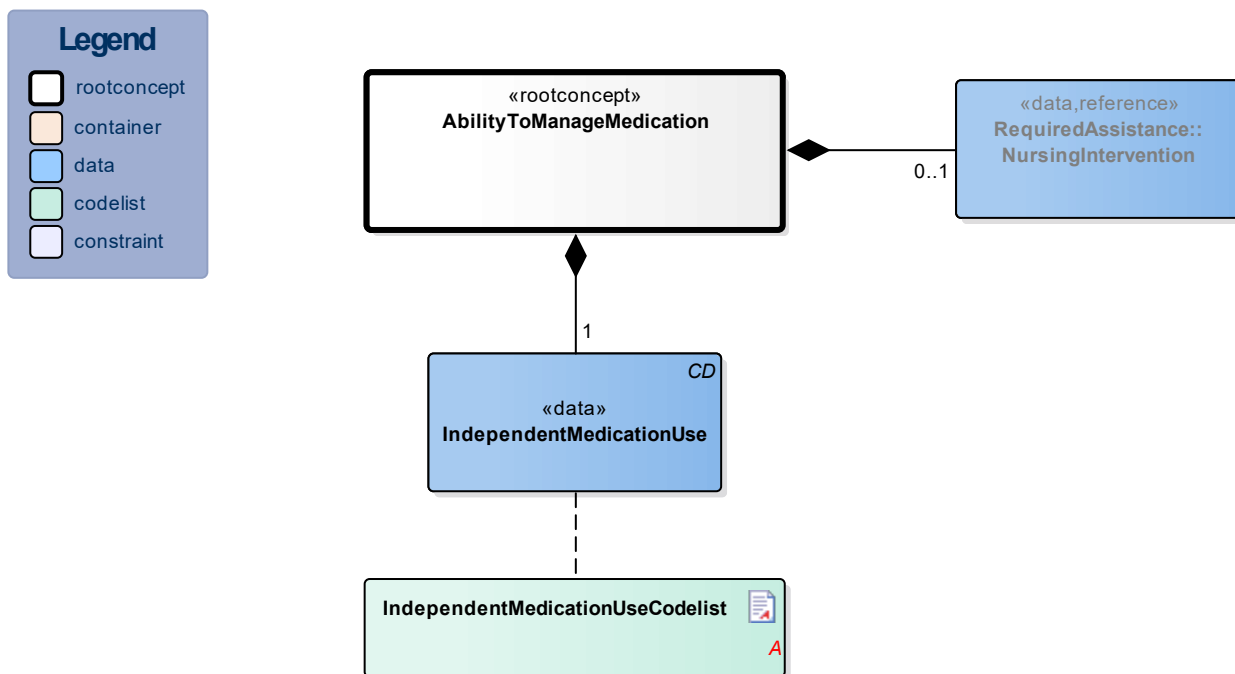 Legend
rootconcept
container
data
codelist
constraint
«rootconcept»
AbilityToManageMedication
«data,reference»
RequiredAssistance::
NursingIntervention
0..1
1
CD
«data»
IndependentMedicationUse
IndependentMedicationUseCodelist
A